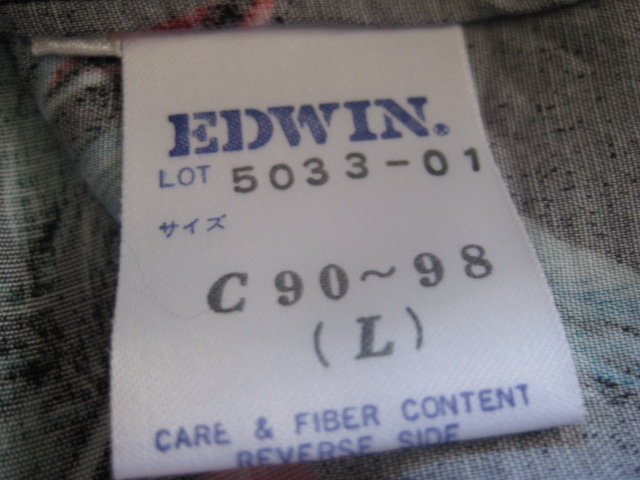 EDWIN.
LOT 5033-01
サイズ
C 90～98
(L)
CARE & FIBER CONTENT
REVERSE SIDE